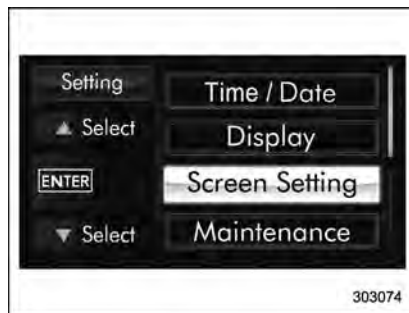 Setting
▲ Select
ENTER
▼ Select
Time / Date
Display
Screen Setting
Maintenance
303074